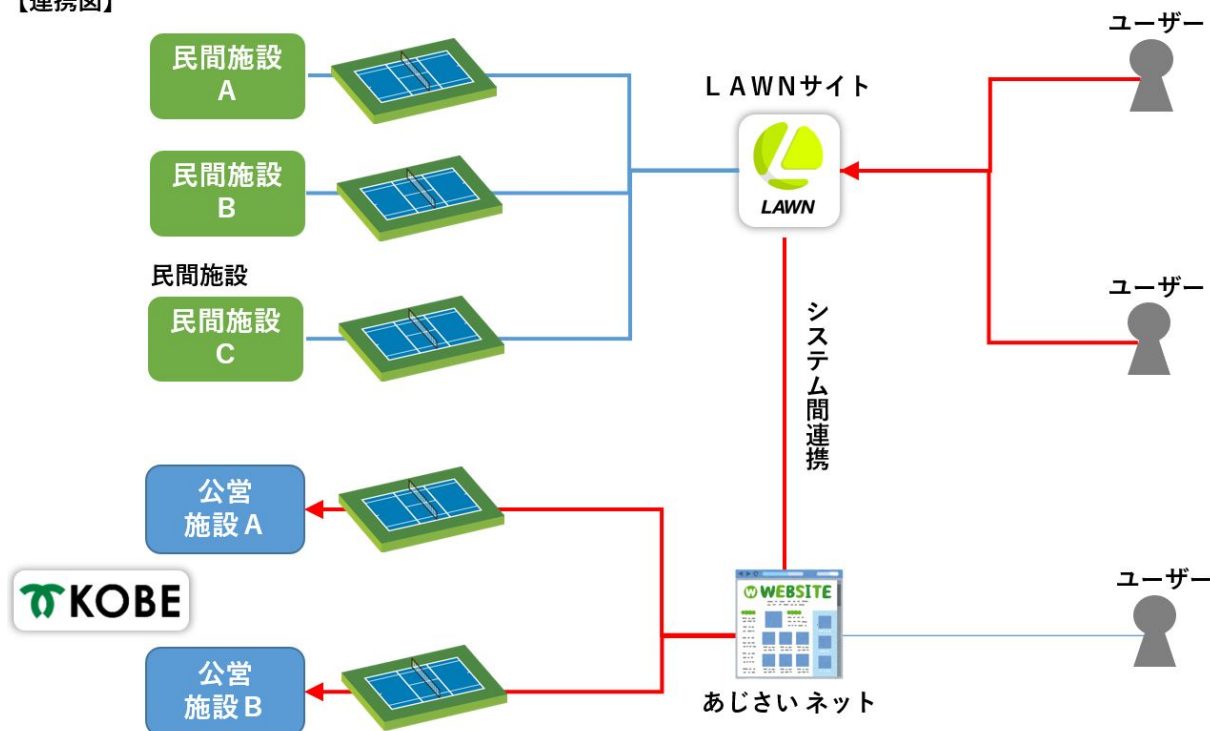 【連携図】
民間施設
A
民間施設
B
民間施設
民間施設
C
公営
施設A
KOBE
公営
施設B
LAWNサイト
LAWN
システム間連携
WEBSITE
あじさい ネット
ユーザー
ユーザー
ユーザー